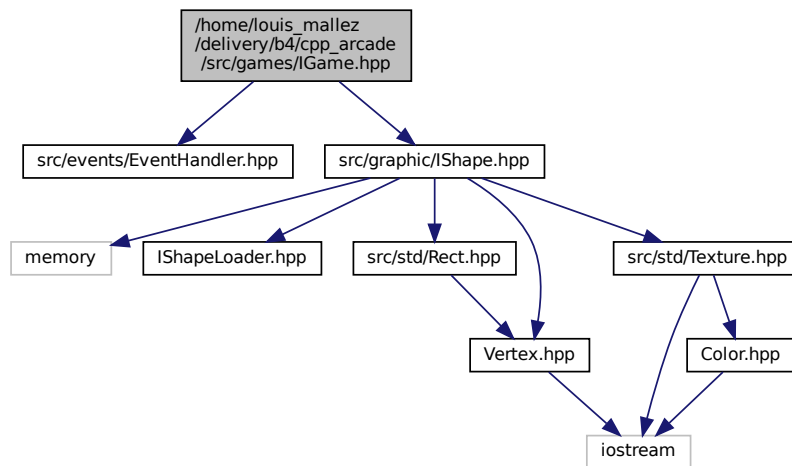 /home/louis_mallez
/delivery/b4/cpp_arcade
/src/games/IGame.hpp
src/events/EventHandler.hpp
src/graphic/IShape.hpp
memory
IShapeLoader.hpp
src/std/Rect.hpp
src/std/Texture.hpp
Vertex.hpp
Color.hpp
iostream